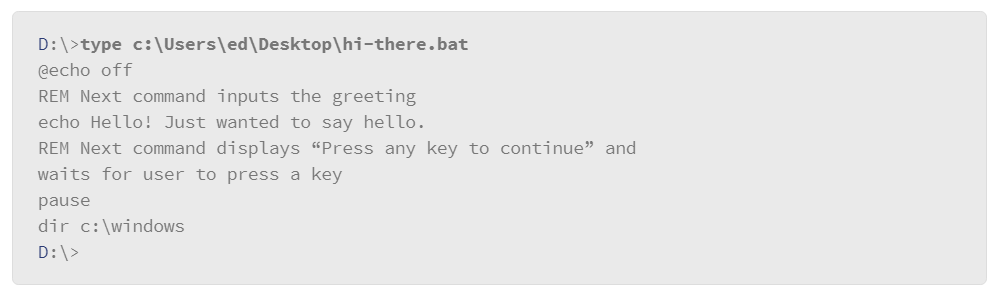 D:\>type c:\Users\ed\Desktop\hi-there.bat
@echo off
REM Next command inputs the greeting
echo Hello! Just wanted to say hello.
REM Next command displays “Press any key to continue” and
waits for user to press a key
pause
dir c:\windows
D:\>